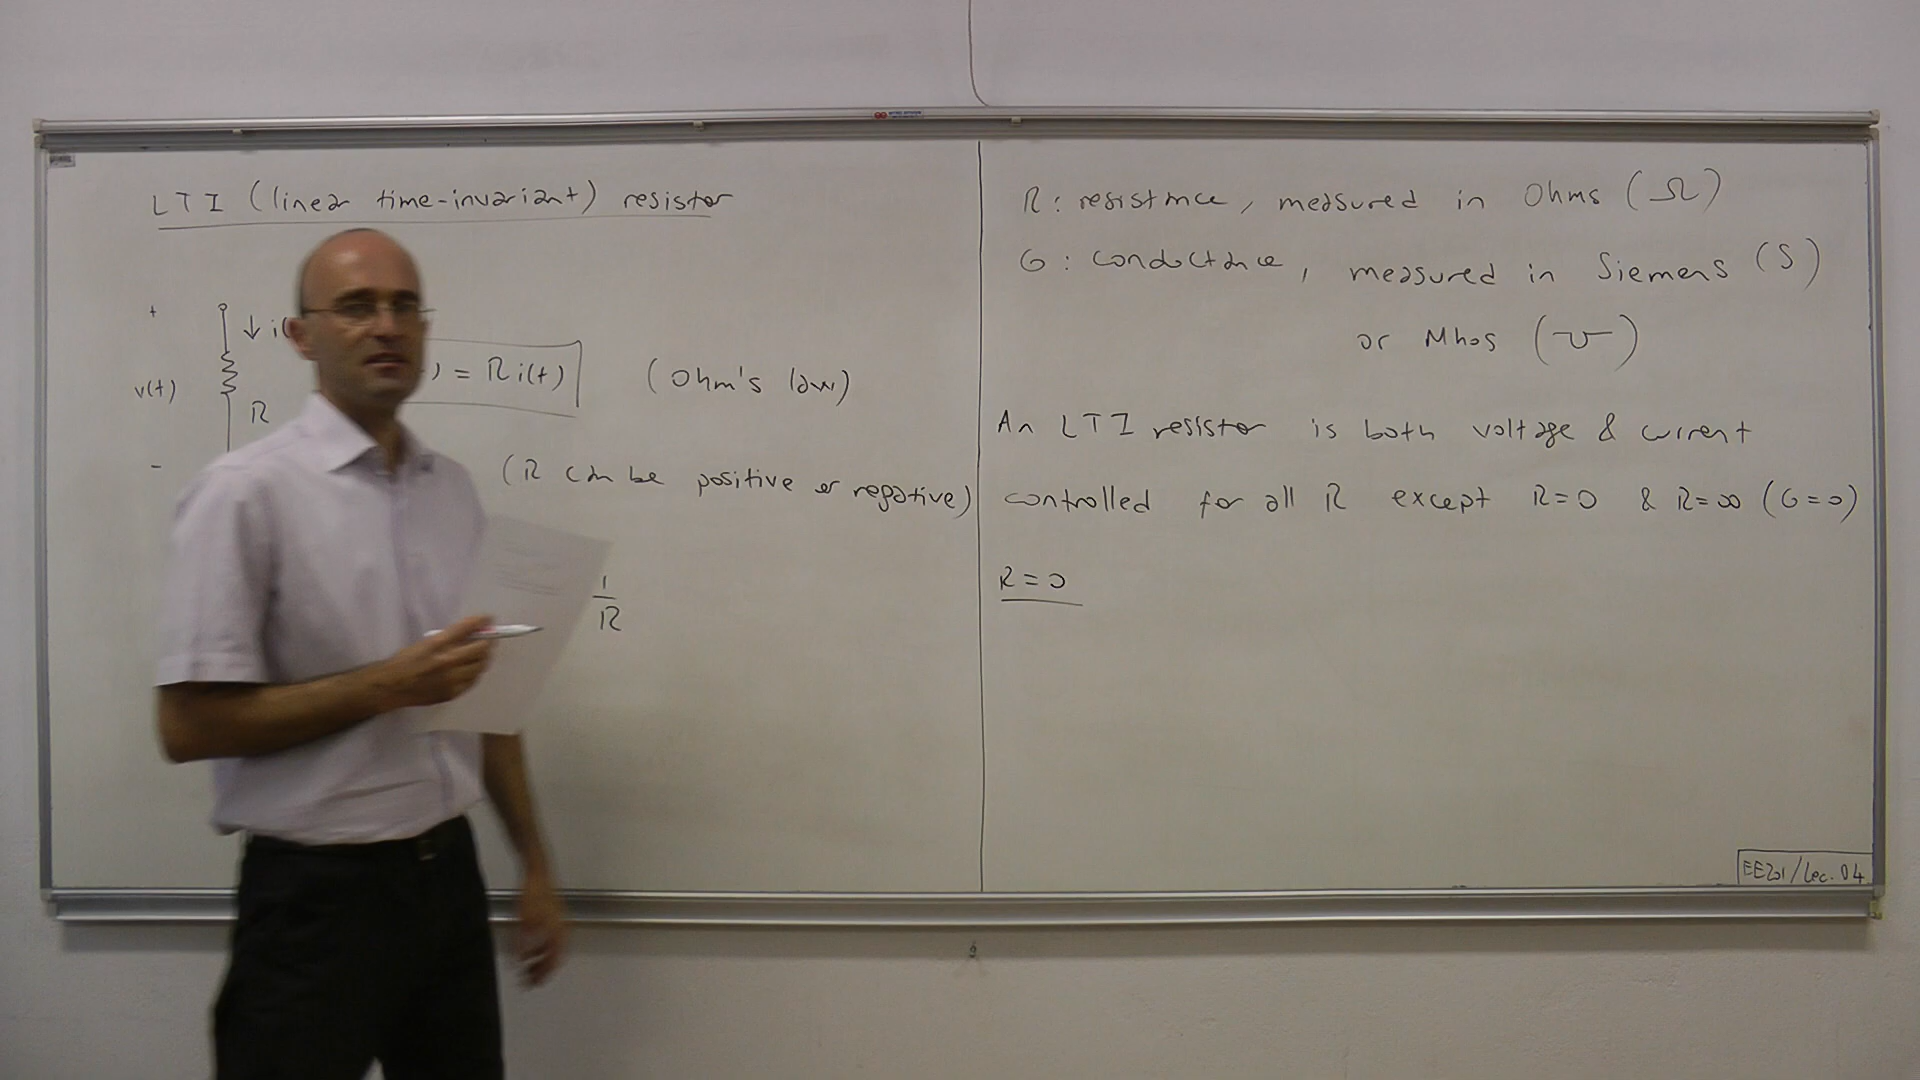 LTI (linear time-invariant) resistor
+
i(
v(t)
R
-
) = R i(t)
(Ohm's law)
(R can be positive or negative)
1
R
R: resistance, measured in Ohms (Ω)
G: conductance, measured in Siemens (S)
or Mhos (℧)
An LTI resistor is both voltage & current
controlled for all R except R=0 & R=∞ (G=0)
R=0
EE201/Lec.04